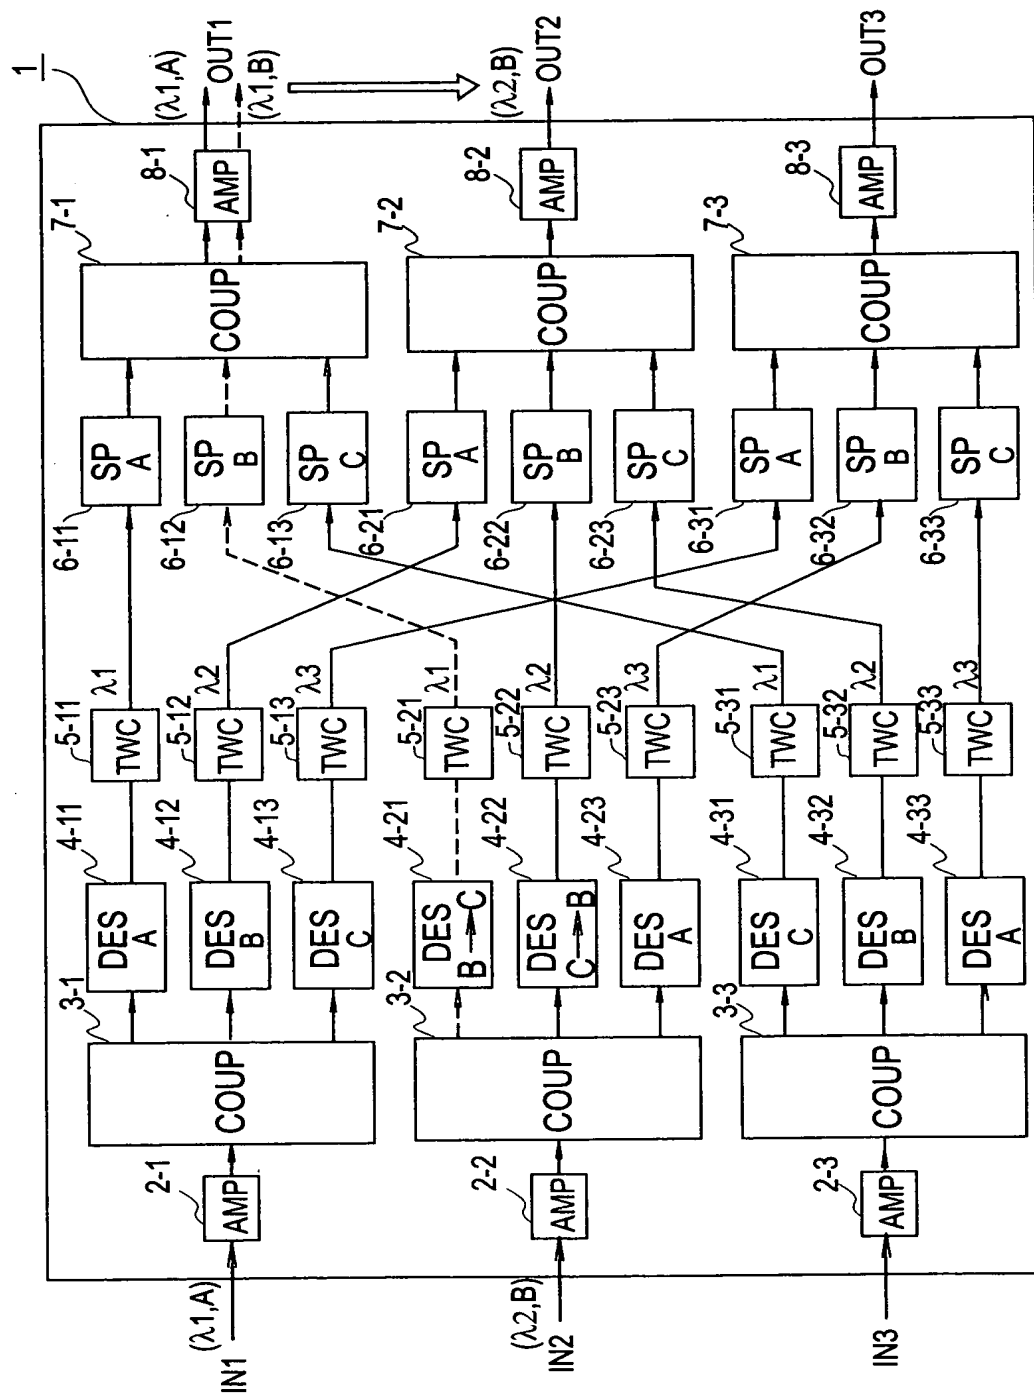 1
IN1
(λ1,A)
2-1
AMP
3-1
COUP
4-11
DES
A
5-11
TWC
λ1
6-11
SP
A
4-12
DES
B
5-12
TWC
λ2
6-12
SP
B
4-13
DES
C
5-13
TWC
λ3
6-13
SP
C
7-1
COUP
8-1
AMP
(λ1,A)
OUT1
(λ1,B)
IN2
(λ2,B)
2-2
AMP
3-2
COUP
4-21
DES
B C
5-21
TWC
λ1
6-21
SP
A
4-22
DES
C B
5-22
TWC
λ2
6-22
SP
B
4-23
DES
A
5-23
TWC
λ3
6-23
SP
C
7-2
COUP
8-2
AMP
(λ2,B)
OUT2
IN3
2-3
AMP
3-3
COUP
4-31
DES
C
5-31
TWC
λ1
6-31
SP
A
4-32
DES
B
5-32
TWC
λ2
6-32
SP
B
4-33
DES
A
5-33
TWC
λ3
6-33
SP
C
7-3
COUP
8-3
AMP
OUT3